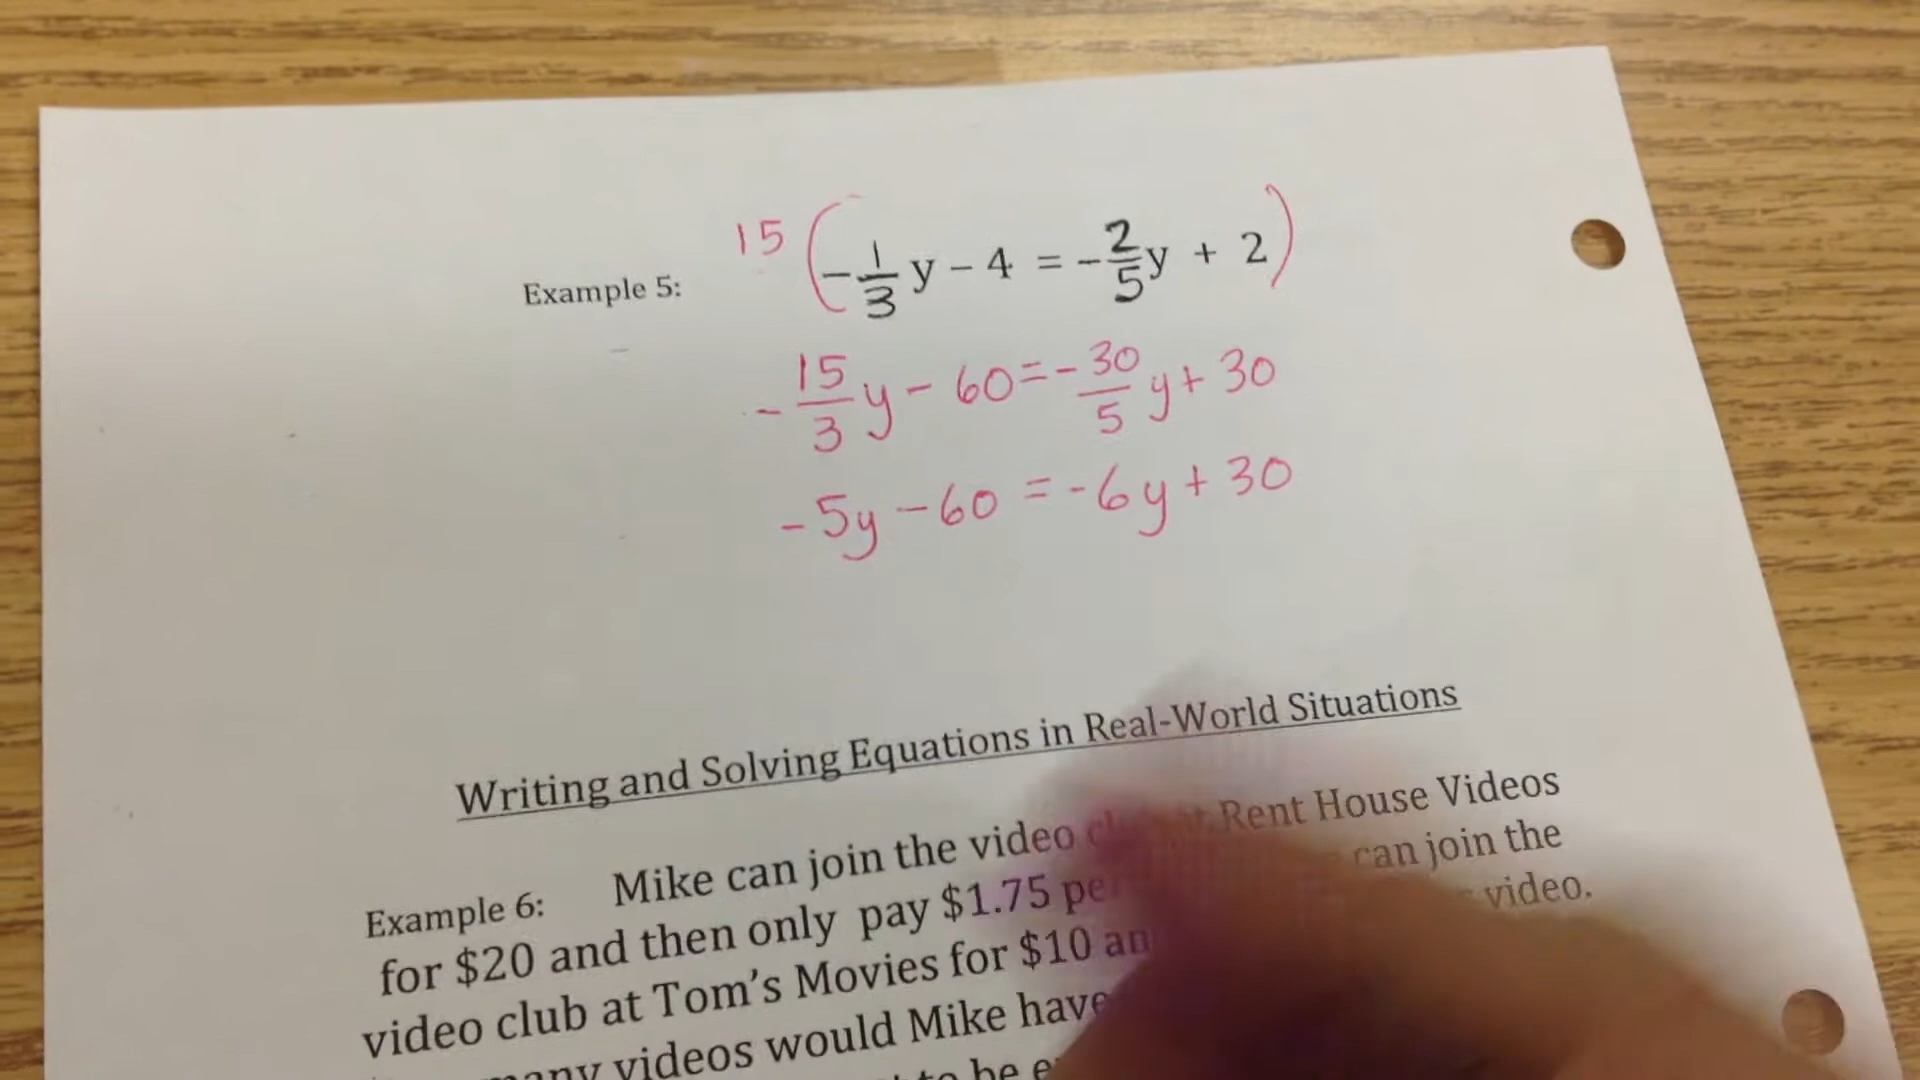 Example 5: 15 (-1/3 y - 4 = -2/5 y + 2)
-15/3 y - 60 = -30/5 y + 30
-5y - 60 = -6y + 30
Writing and Solving Equations in Real-World Situations
Example 6: Mike can join the video Rent House Videos
for $20 and then only pay $1.75 can join the
video club at Tom's Movies for $10 video.
videos would Mike have
to be